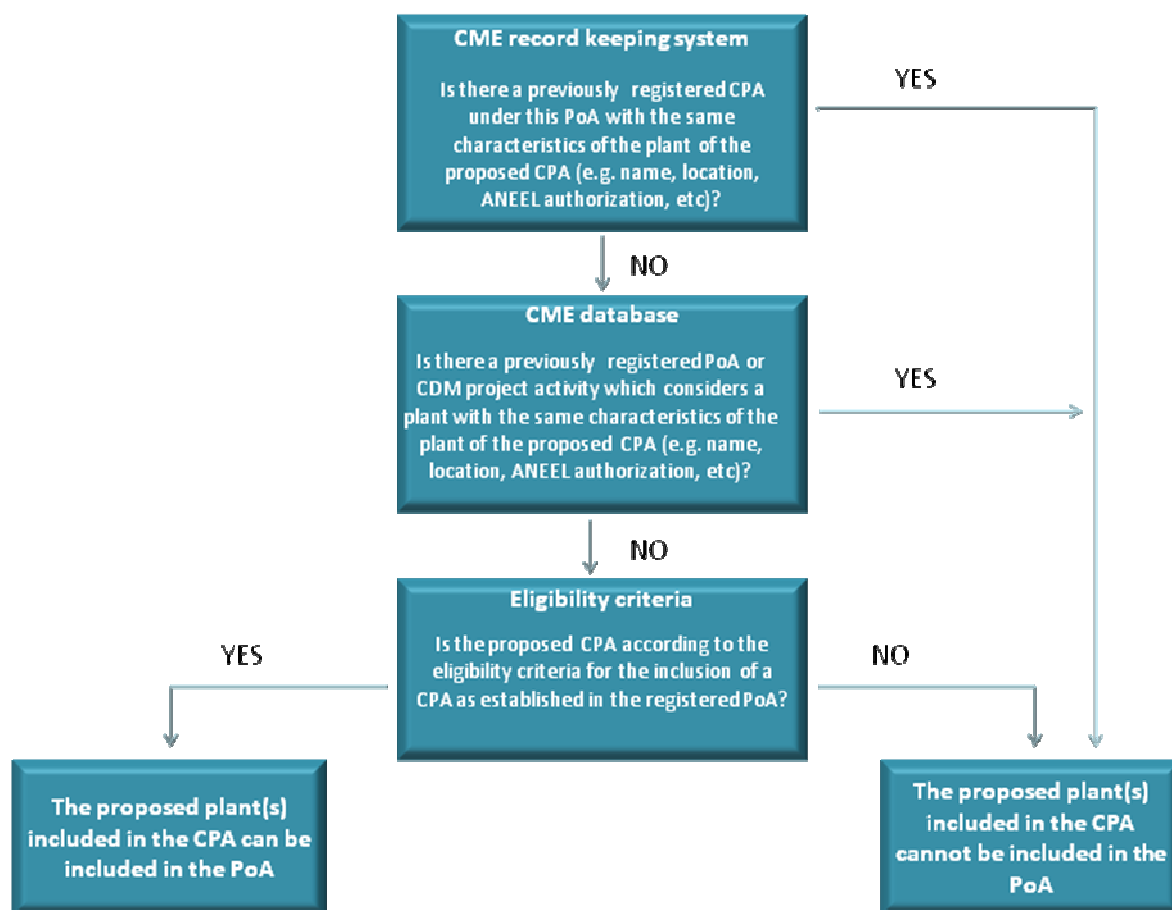 CME record keeping system
Is there a previously registered CPA
under this PoA with the same
characteristics of the plant of the
proposed CPA (e.g. name, location,
ANEEL authorization, etc)?
YES
NO
CME database
Is there a previously registered PoA or
CDM project activity which considers a
plant with the same characteristics of the
plant of the proposed CPA (e.g. name,
location, ANEEL authorization, etc)?
YES
NO
Eligibility criteria
Is the proposed CPA according to the
eligibility criteria for the inclusion of a
CPA as established in the registered PoA?
YES
NO
The proposed plant(s)
included in the CPA can be
included in the PoA
The proposed plant(s)
included in the CPA
cannot be included in the
PoA